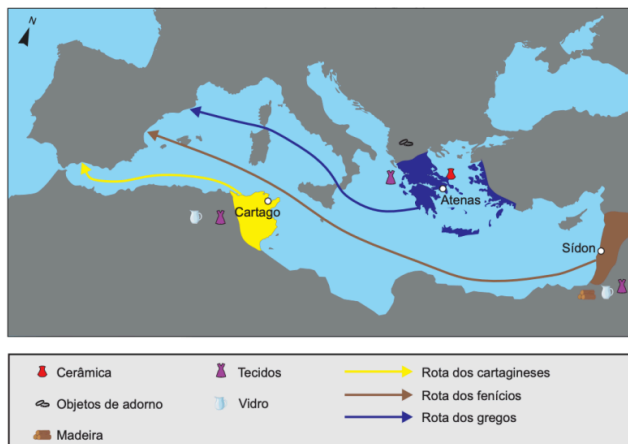 N
Cartago
Atenas
Sídon
Cerâmica
Tecidos
Rota dos cartagineses
Objetos de adorno
Vidro
Rota dos fenícios
Madeira
Rota dos gregos